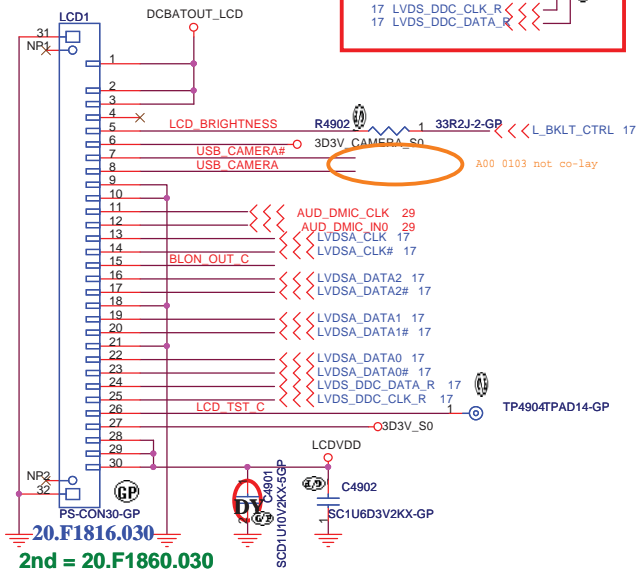 17 LVDS_DDC_CLK_R
17 LVDS_DDC_DATA_R
DCBATOUT_LCD
LCD1
31
NP1
1
2
3
4
5
LCD_BRIGHTNESS
R4902
1
33R2J-2-GP
L_BKLT_CTRL 17
6
3D3V_CAMERA_S0
7
USB_CAMERA#
8
USB_CAMERA
A00 0103 not co-lay
9
10
11
AUD_DMIC_CLK 29
12
AUD_DMIC_IN0 29
13
LVDSA_CLK 17
14
LVDSA_CLK# 17
15
BLON_OUT_C
16
LVDSA_DATA2 17
17
LVDSA_DATA2# 17
18
19
LVDSA_DATA1 17
20
LVDSA_DATA1# 17
21
22
LVDSA_DATA0 17
23
LVDSA_DATA0# 17
24
LVDS_DDC_DATA_R 17
25
LVDS_DDC_CLK_R 17
26
LCD_TST_C
1
TP4904TPAD14-GP
27
3D3V_S0
28
29
30
LCDVDD
NP2
32
GP
PS-CON30-GP
20.F1816.030
2nd = 20.F1860.030
DY
C4901
SCD1U10V2KX-5GP
C4902
1
SC1U6D3V2KX-GP